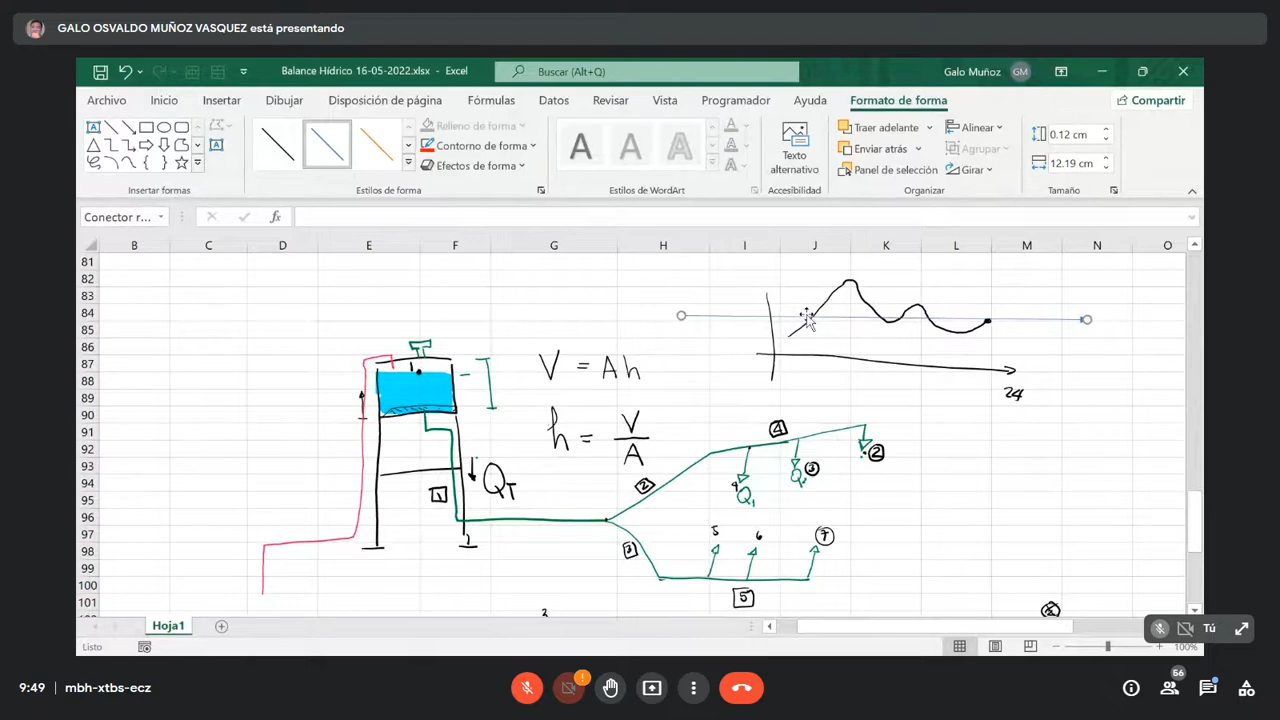 GALO OSVALDO MUÑOZ VASQUEZ está presentando
Balance Hídrico 16-05-2022.xlsx - Excel
Buscar (Alt+Q)
Galo Muñoz GM
Archivo Inicio Insertar Dibujar Disposición de página Fórmulas Datos Revisar Vista Programador Ayuda Formato de forma Compartir
Relleno de forma
Contorno de forma
Efectos de forma
Texto alternativo
Traer adelante
Enviar atrás
Panel de selección
Alinear
Agrupar
Girar
0.12 cm
12.19 cm
Insertar formas Estilos de forma Estilos de WordArt Accesibilidad Organizar Tamaño
Conector r... fx
B C D E F G H I J K L M N O
81
82
83
84
85
86
87
88
89
90
91
92
93
94
95
96
97
98
99
100
101
24
V = A h
h = V / A
QT
1
2
4
Q1
3
2
5 6 7
5
Hoja1
Tú
Listo
100%
9:49 mbh-xtbs-ecz
56